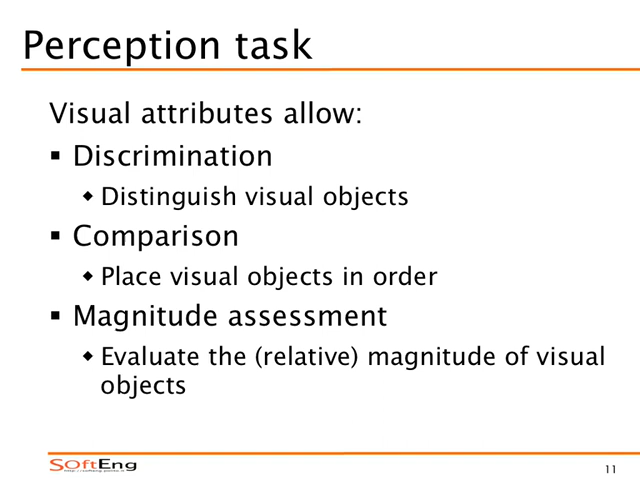 Perception task
Visual attributes allow:
▪ Discrimination
◆ Distinguish visual objects
▪ Comparison
◆ Place visual objects in order
▪ Magnitude assessment
◆ Evaluate the (relative) magnitude of visual
objects
SOftEng
11